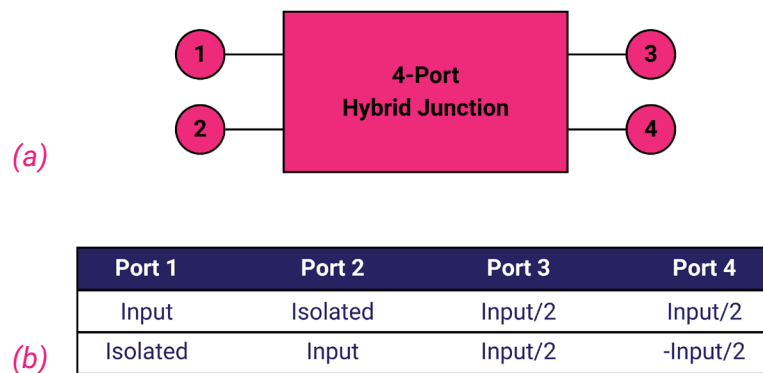 1
3
4-Port
Hybrid Junction
2
4
(a)
Port 1 Port 2 Port 3 Port 4
Input Isolated Input/2 Input/2
(b)
Isolated Input Input/2 -Input/2